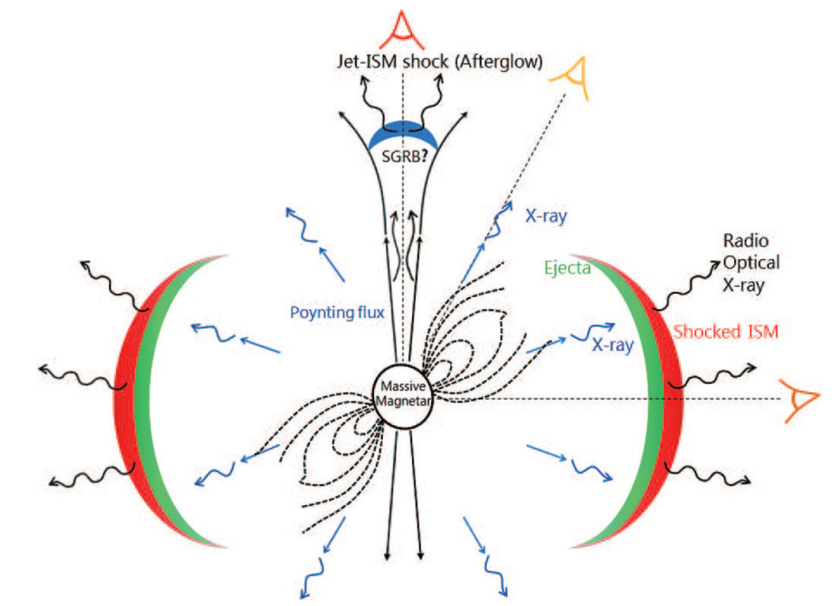 Jet-ISM shock (Afterglow)
SGRB?
X-ray
Radio
Optical
X-ray
Ejecta
Poynting flux
Shocked ISM
X-ray
Massive
Magnetar